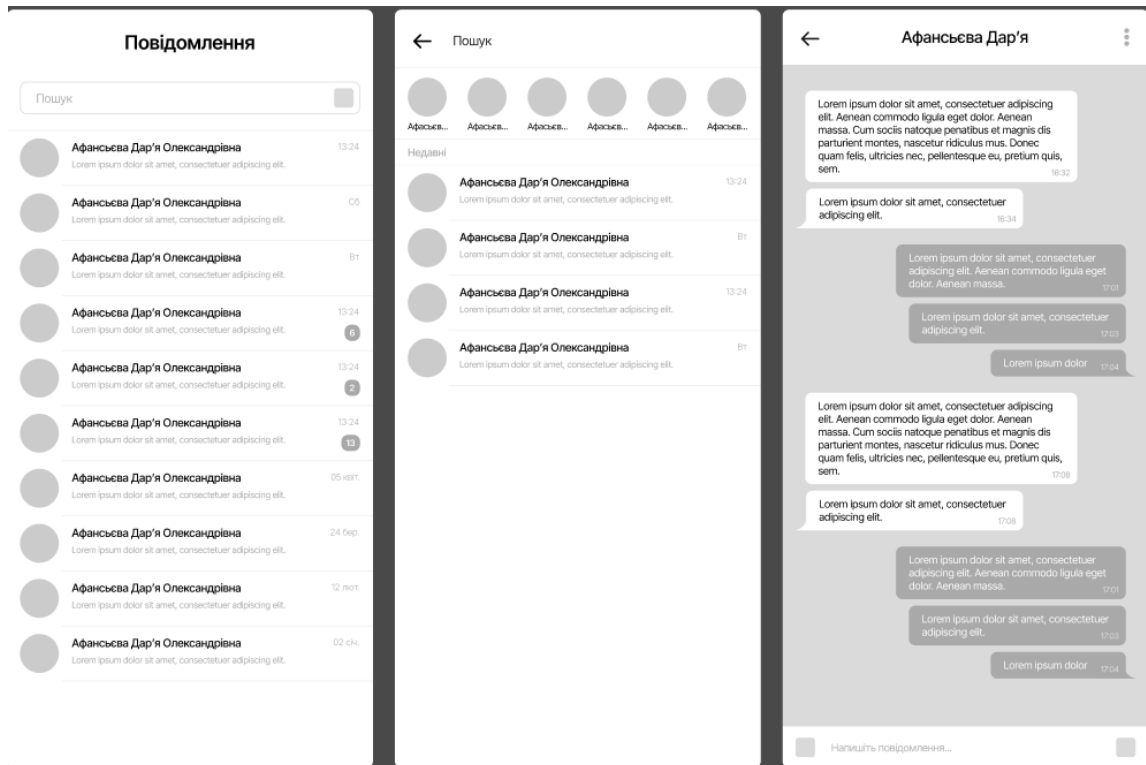 Повідомлення
Пошук
Афансьєва Дар’я Олександрівна 13:24
Lorem ipsum dolor sit amet, consectetuer adipiscing elit.
Афансьєва Дар’я Олександрівна Сб
Lorem ipsum dolor sit amet, consectetuer adipiscing elit.
Афансьєва Дар’я Олександрівна Вт
Lorem ipsum dolor sit amet, consectetuer adipiscing elit.
Афансьєва Дар’я Олександрівна 13:24
Lorem ipsum dolor sit amet, consectetuer adipiscing elit. 6
Афансьєва Дар’я Олександрівна 13:24
Lorem ipsum dolor sit amet, consectetuer adipiscing elit. 2
Афансьєва Дар’я Олександрівна 13:24
Lorem ipsum dolor sit amet, consectetuer adipiscing elit. 13
Афансьєва Дар’я Олександрівна 05 квіт.
Lorem ipsum dolor sit amet, consectetuer adipiscing elit.
Афансьєва Дар’я Олександрівна 24 бер.
Lorem ipsum dolor sit amet, consectetuer adipiscing elit.
Афансьєва Дар’я Олександрівна 12 лют.
Lorem ipsum dolor sit amet, consectetuer adipiscing elit.
Афансьєва Дар’я Олександрівна 02 січ.
Lorem ipsum dolor sit amet, consectetuer adipiscing elit.
Пошук
Афасьєв... Афасьєв... Афасьєв... Афасьєв... Афасьєв... Афасьєв...
Недавні
Афансьєва Дар’я Олександрівна 13:24
Lorem ipsum dolor sit amet, consectetuer adipiscing elit.
Афансьєва Дар’я Олександрівна Вт
Lorem ipsum dolor sit amet, consectetuer adipiscing elit.
Афансьєва Дар’я Олександрівна 13:24
Lorem ipsum dolor sit amet, consectetuer adipiscing elit.
Афансьєва Дар’я Олександрівна Вт
Lorem ipsum dolor sit amet, consectetuer adipiscing elit.
Афансьєва Дар’я
Lorem ipsum dolor sit amet, consectetuer adipiscing
elit. Aenean commodo ligula eget dolor. Aenean
massa. Cum sociis natoque penatibus et magnis dis
parturient montes, nascetur ridiculus mus. Donec
quam felis, ultricies nec, pellentesque eu, pretium quis,
sem. 16:32
Lorem ipsum dolor sit amet, consectetuer
adipiscing elit. 16:34
Lorem ipsum dolor sit amet, consectetuer
adipiscing elit. Aenean commodo ligula eget
dolor. Aenean massa. 17:01
Lorem ipsum dolor sit amet, consectetuer
adipiscing elit. 17:03
Lorem ipsum dolor 17:04
Lorem ipsum dolor sit amet, consectetuer adipiscing
elit. Aenean commodo ligula eget dolor. Aenean
massa. Cum sociis natoque penatibus et magnis dis
parturient montes, nascetur ridiculus mus. Donec
quam felis, ultricies nec, pellentesque eu, pretium quis,
sem. 17:08
Lorem ipsum dolor sit amet, consectetuer
adipiscing elit. 17:08
Lorem ipsum dolor sit amet, consectetuer
adipiscing elit. Aenean commodo ligula eget
dolor. Aenean massa. 17:01
Lorem ipsum dolor sit amet, consectetuer
adipiscing elit. 17:03
Lorem ipsum dolor 17:04
Напишіть повідомлення...